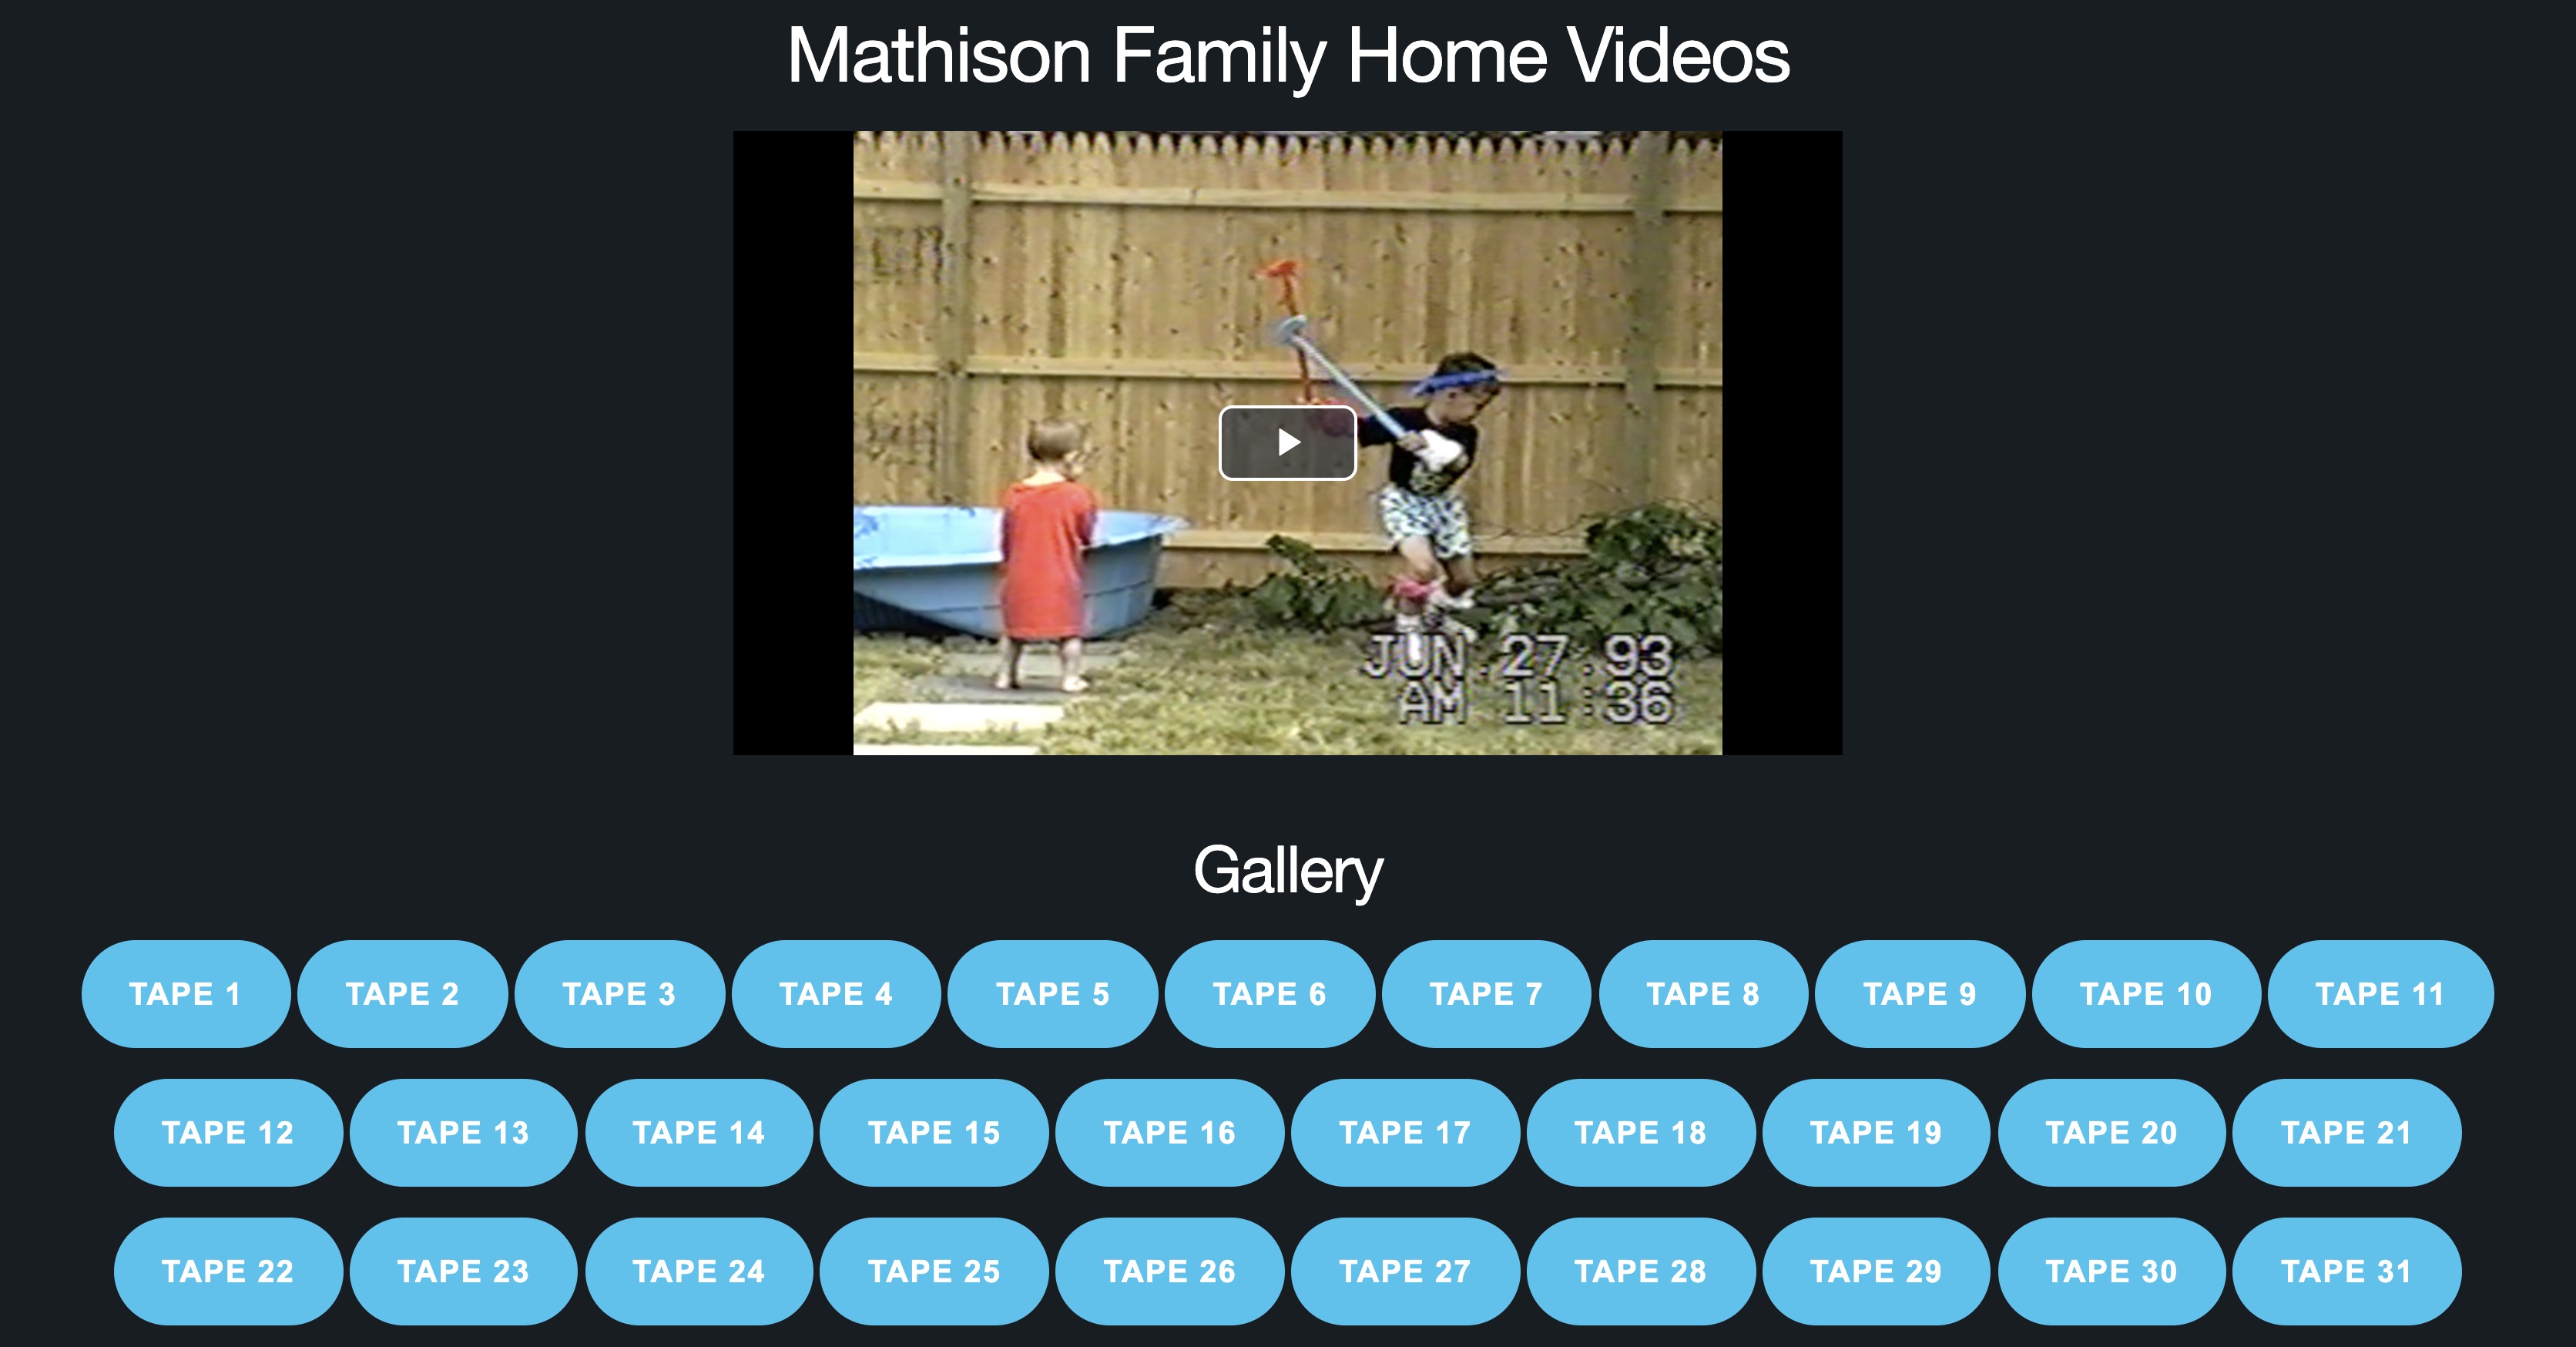 Mathison Family Home Videos
JUN.27.93
AM 11:36
Gallery
TAPE 1 TAPE 2 TAPE 3 TAPE 4 TAPE 5 TAPE 6 TAPE 7 TAPE 8 TAPE 9 TAPE 10 TAPE 11
TAPE 12 TAPE 13 TAPE 14 TAPE 15 TAPE 16 TAPE 17 TAPE 18 TAPE 19 TAPE 20 TAPE 21
TAPE 22 TAPE 23 TAPE 24 TAPE 25 TAPE 26 TAPE 27 TAPE 28 TAPE 29 TAPE 30 TAPE 31